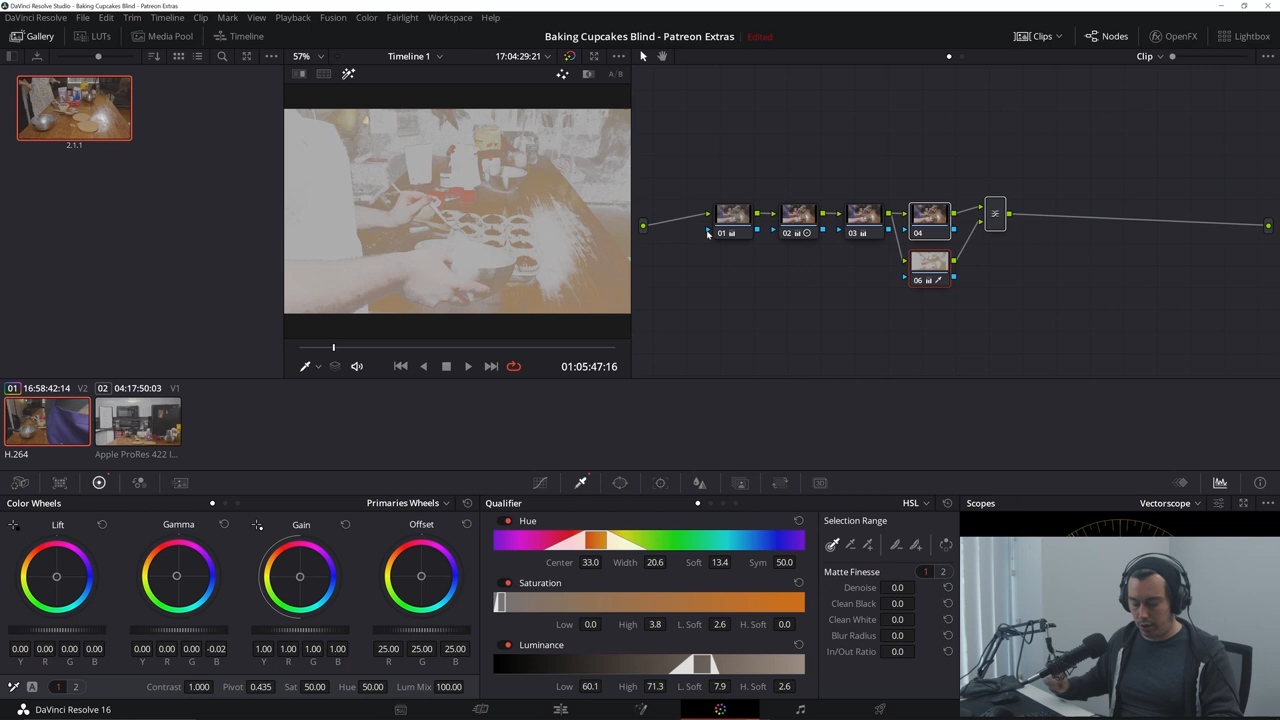 DaVinci Resolve Studio - Baking Cupcakes Blind - Patreon Extras
DaVinci Resolve File Edit Trim Timeline Clip Mark View Playback Fusion Color Fairlight Workspace Help
Gallery LUTs Media Pool Timeline Baking Cupcakes Blind - Patreon Extras Edited Clips Nodes OpenFX Lightbox
57% Timeline 1 17:04:29:21 Clip
A/B
2.1.1
01 02 03 04
06
01:05:47:16
01 16:58:42:14 V2 02 04:17:50:03 V1
H.264 Apple ProRes 422 l...
Color Wheels Primaries Wheels Qualifier HSL Scopes Vectorscope
Lift Gamma Gain Offset Hue Selection Range
Center 33.0 Width 20.6 Soft 13.4 Sym 50.0
Matte Finesse 1 2
Saturation
Denoise 0.0
Clean Black 0.0
Clean White 0.0
Low 0.0 High 3.8 L. Soft 2.6 H. Soft 0.0
Blur Radius 0.0
Luminance
In/Out Ratio 0.0
0.00 0.00 0.00 0.00 0.00 0.00 0.00 -0.02 1.00 1.00 1.00 1.00 25.00 25.00 25.00
Y R G B Y R G B Y R G B R G B
A 1 2 Contrast 1.000 Pivot 0.435 Sat 50.00 Hue 50.00 Lum Mix 100.00 Low 60.1 High 71.3 L. Soft 7.9 H. Soft 2.6
DaVinci Resolve 16